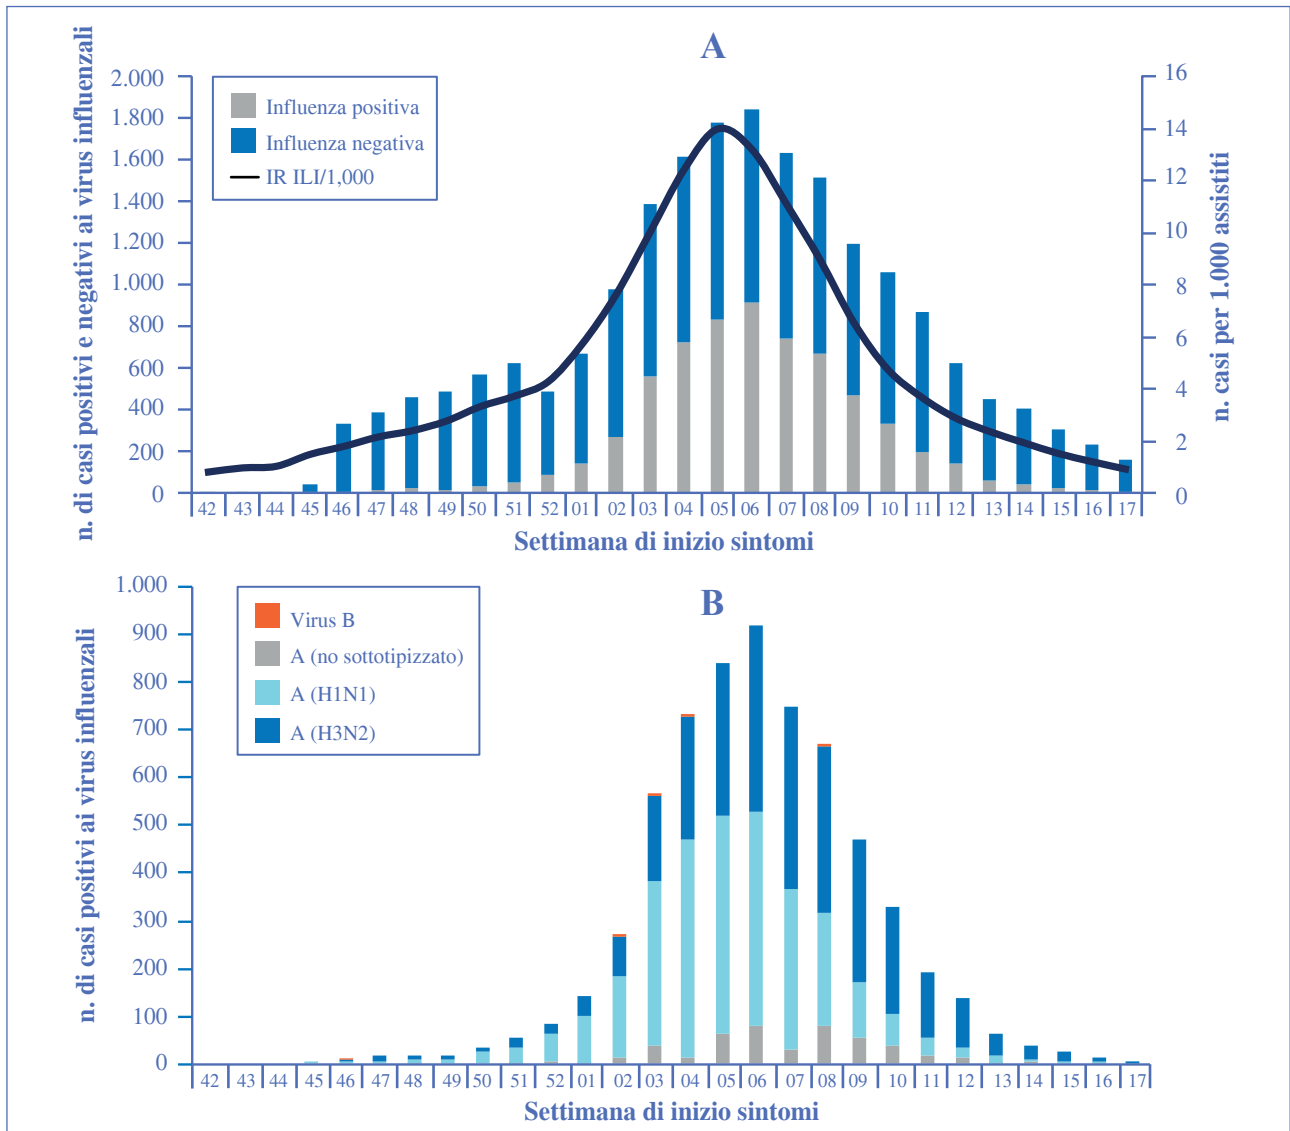 A
n. di casi positivi e negativi ai virus influenzali
2.000
1.800
1.600
1.400
1.200
1.000
800
600
400
200
0
Influenza positiva
Influenza negativa
IR ILI/1,000
16
14
12
10
8
6
4
2
0
n. casi per 1.000 assistiti
42 43 44 45 46 47 48 49 50 51 52 01 02 03 04 05 06 07 08 09 10 11 12 13 14 15 16 17
Settimana di inizio sintomi
B
n. di casi positivi ai virus influenzali
1.000
900
800
700
600
500
400
300
200
100
0
Virus B
A (no sottotipizzato)
A (H1N1)
A (H3N2)
42 43 44 45 46 47 48 49 50 51 52 01 02 03 04 05 06 07 08 09 10 11 12 13 14 15 16 17
Settimana di inizio sintomi